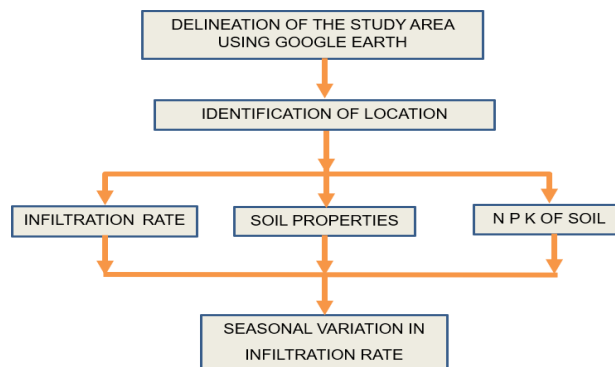 DELINEATION OF THE STUDY AREA
USING GOOGLE EARTH
IDENTIFICATION OF LOCATION
INFILTRATION RATE
SOIL PROPERTIES
N P K OF SOIL
SEASONAL VARIATION IN
INFILTRATION RATE